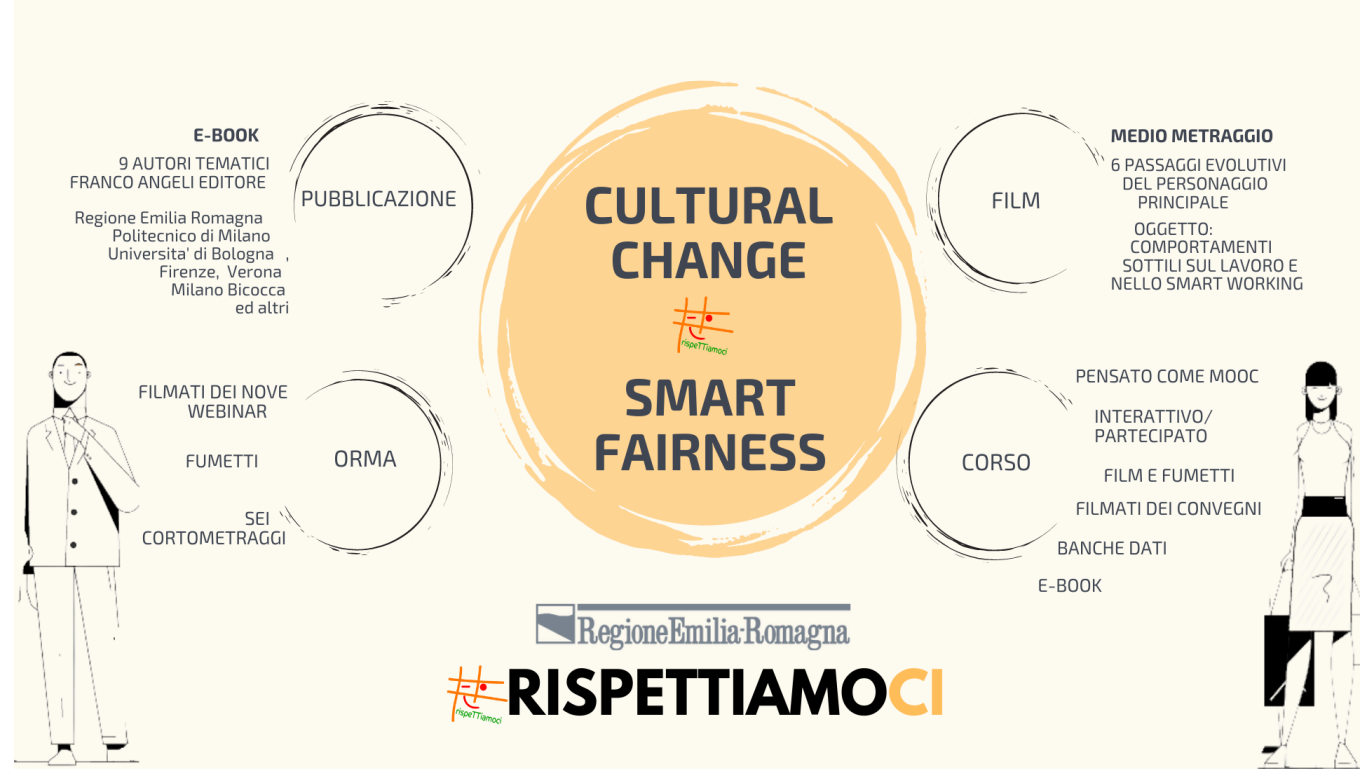 E-BOOK
9 AUTORI TEMATICI
FRANCO ANGELI EDITORE
Regione Emilia Romagna
Politecnico di Milano
Universita' di Bologna ,
Firenze, Verona
Milano Bicocca
ed altri
PUBBLICAZIONE
FILMATI DEI NOVE
WEBINAR
FUMETTI
SEI
CORTOMETRAGGI
ORMA
CULTURAL
CHANGE
rispeTTiamoci
SMART
FAIRNESS
FILM
MEDIO METRAGGIO
6 PASSAGGI EVOLUTIVI
DEL PERSONAGGIO
PRINCIPALE
OGGETTO:
COMPORTAMENTI
SOTTILI SUL LAVORO E
NELLO SMART WORKING
CORSO
PENSATO COME MOOC
INTERATTIVO/
PARTECIPATO
FILM E FUMETTI
FILMATI DEI CONVEGNI
BANCHE DATI
E-BOOK
RegioneEmilia-Romagna
rispeTTiamoci
#RISPETTIAMOCI